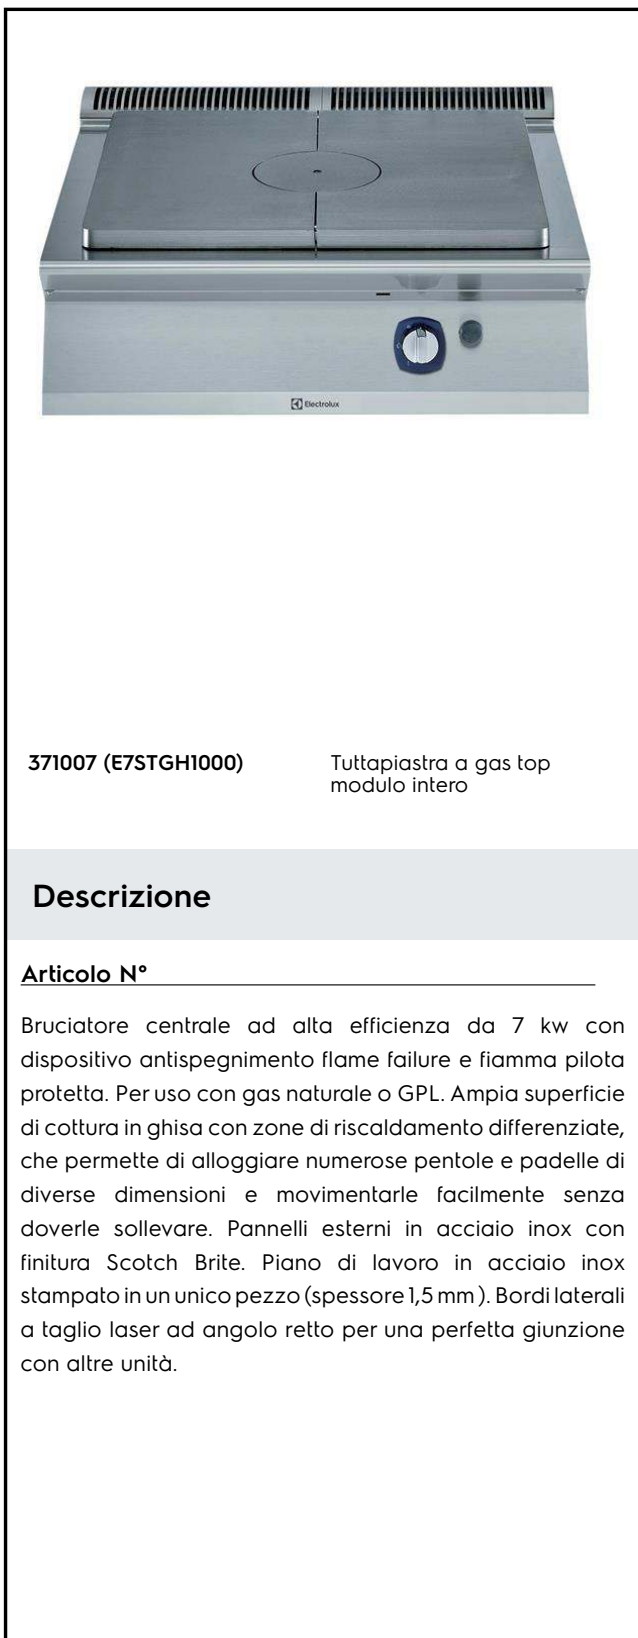 Electrolux
371007 (E7STGH1000)
Tuttapiastra a gas top
modulo intero
Descrizione
Articolo N°
Bruciatore centrale ad alta efficienza da 7 kw con
dispositivo antispegnimento flame failure e fiamma pilota
protetta. Per uso con gas naturale o GPL. Ampia superficie
di cottura in ghisa con zone di riscaldamento differenziate,
che permette di alloggiare numerose pentole e padelle di
diverse dimensioni e movimentarle facilmente senza
doverle sollevare. Pannelli esterni in acciaio inox con
finitura Scotch Brite. Piano di lavoro in acciaio inox
stampato in un unico pezzo (spessore 1,5 mm ). Bordi laterali
a taglio laser ad angolo retto per una perfetta giunzione
con altre unità.